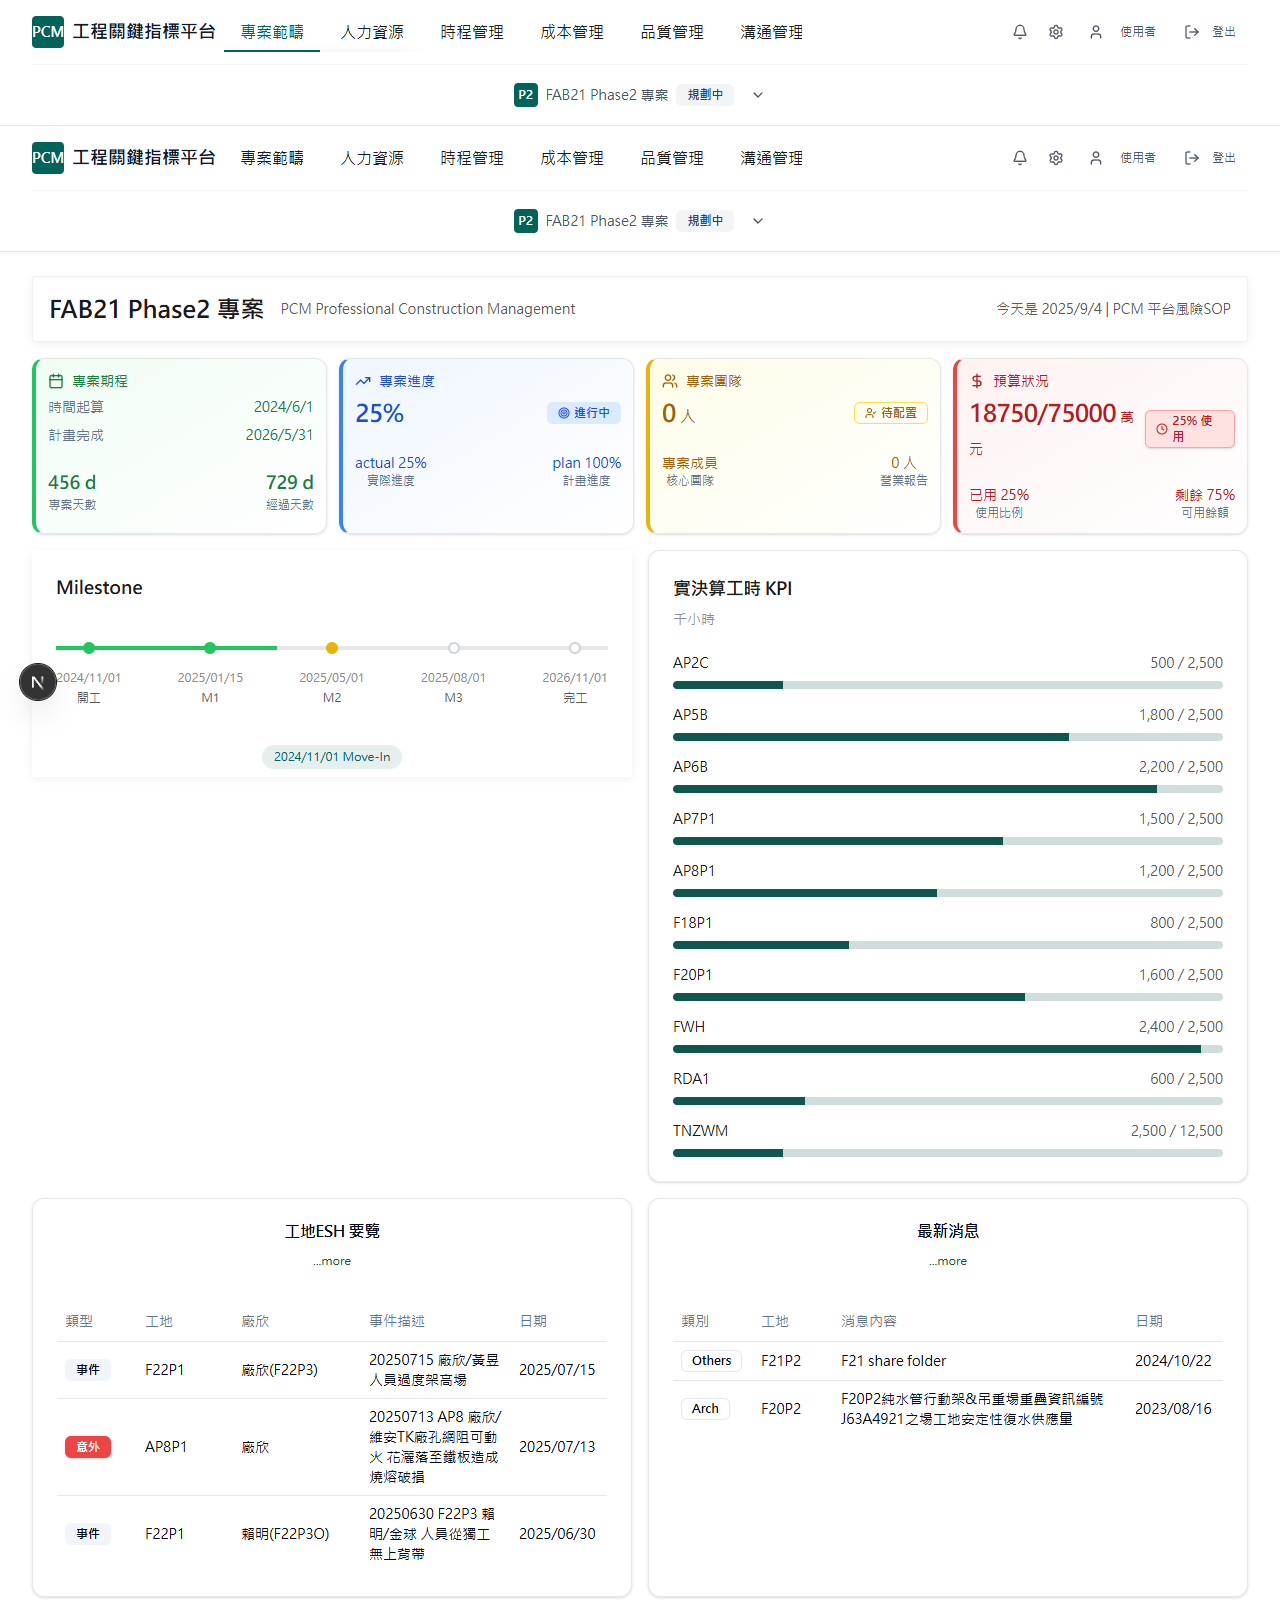 PCM 工程關鍵指標平台 專案範疇 人力資源 時程管理 成本管理 品質管理 溝通管理 使用者 登出
P2 FAB21 Phase2 專案 規劃中
PCM 工程關鍵指標平台 專案範疇 人力資源 時程管理 成本管理 品質管理 溝通管理 使用者 登出
P2 FAB21 Phase2 專案 規劃中
FAB21 Phase2 專案 PCM Professional Construction Management 今天是 2025/9/4 | PCM 平台風險SOP
專案期程
時間起算 2024/6/1
計畫完成 2026/5/31
456 d 729 d
專案天數 經過天數
專案進度
25% 進行中
actual 25% plan 100%
實際進度 計畫進度
專案團隊
0 人 待配置
專案成員 0 人
核心團隊 營業報告
預算狀況
18750/75000 萬
元
25% 使
用
已用 25% 剩餘 75%
使用比例 可用餘額
Milestone
2024/11/01 2025/01/15 2025/05/01 2025/08/01 2026/11/01
開工 M1 M2 M3 完工
2024/11/01 Move-In
N
實決算工時 KPI
千小時
AP2C 500 / 2,500
AP5B 1,800 / 2,500
AP6B 2,200 / 2,500
AP7P1 1,500 / 2,500
AP8P1 1,200 / 2,500
F18P1 800 / 2,500
F20P1 1,600 / 2,500
FWH 2,400 / 2,500
RDA1 600 / 2,500
TNZWM 2,500 / 12,500
工地ESH 要覽
...more
類型 工地 廠欣 事件描述 日期
事件 F22P1 廠欣(F22P3) 20250715 廠欣/黃昱 2025/07/15
人員過度架高場
意外 AP8P1 廠欣 20250713 AP8 廠欣/ 2025/07/13
維安TK廠孔網阻可動
火 花灑落至鐵板造成
燒熔破損
事件 F22P1 賴明(F22P3O) 20250630 F22P3 賴 2025/06/30
明/金球 人員從獨工
無上背帶
最新消息
...more
類別 工地 消息內容 日期
Others F21P2 F21 share folder 2024/10/22
Arch F20P2 F20P2純水管行動架&吊重場重疊資訊編號 2023/08/16
J63A4921之場工地安定性復水供應量